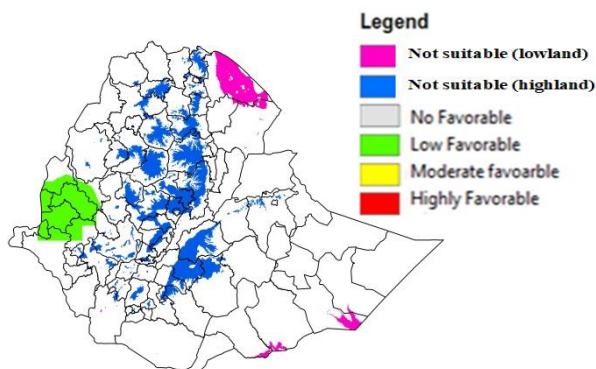 Legend
Not suitable (lowland)
Not suitable (highland)
No Favorable
Low Favorable
Moderate favoarble
Highly Favorable